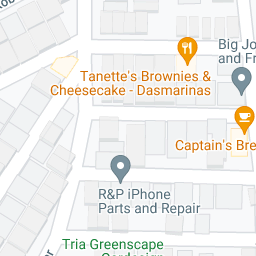 Big Jo
and Fr
Tanette's Brownies &
Cheesecake - Dasmarinas
Captain's Bre
R&P iPhone
Parts and Repair
Tria Greenscape